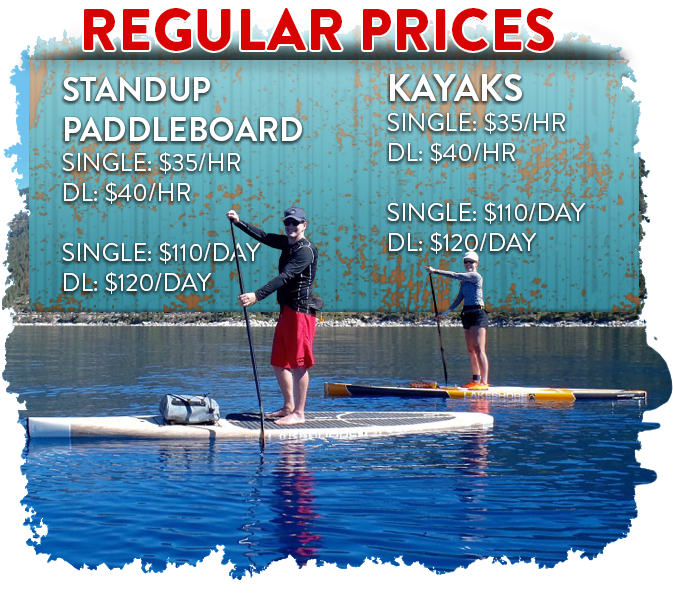 REGULAR PRICES
STANDUP
PADDLEBOARD
SINGLE: $35/HR
DL: $40/HR
SINGLE: $110/DAY
DL: $120/DAY
KAYAKS
SINGLE: $35/HR
DL: $40/HR
SINGLE: $110/DAY
DL: $120/DAY